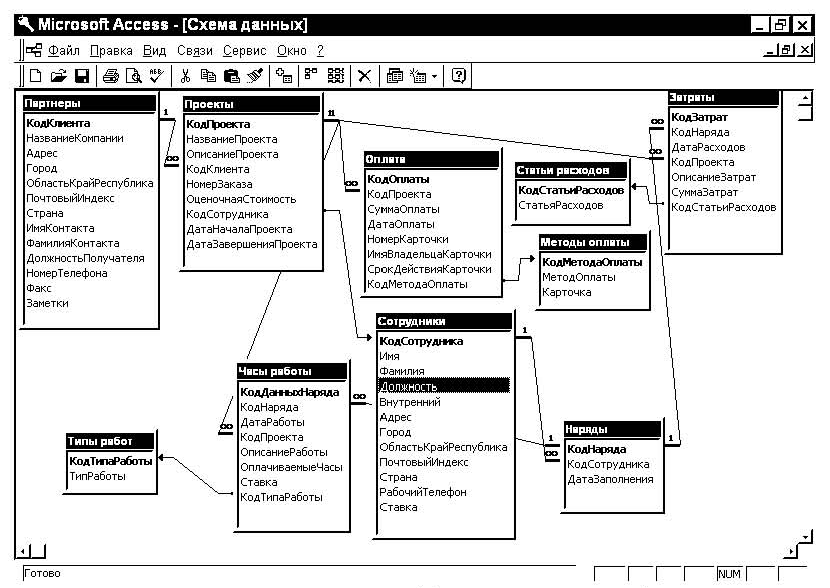 Microsoft Access - [Схема данных]
Файл Правка Вид Связи Сервис Окно ?
Партнеры
КодКлиента
НазваниеКомпании
Адрес
Город
ОбластьКрайРеспублика
ПочтовыйИндекс
Страна
ИмяКонтакта
ФамилияКонтакта
ДолжностьПолучателя
НомерТелефона
Факс
Заметки
1
∞
Проекты
КодПроекта
НазваниеПроекта
ОписаниеПроекта
КодКлиента
НомерЗаказа
ОценочнаяСтоимость
КодСотрудника
ДатаНачалаПроекта
ДатаЗавершенияПроекта
11
∞
Оплата
КодОплаты
КодПроекта
СуммаОплаты
ДатаОплаты
НомерКарточки
ИмяВладельцаКарточки
СрокДействияКарточки
КодМетодаОплаты
Статьи расходов
КодСтатьиРасходов
СтатьяРасходов
Методы оплаты
КодМетодаОплаты
МетодОплаты
Карточка
∞
∞
Затраты
КодЗатрат
КодНаряда
ДатаРасходов
КодПроекта
ОписаниеЗатрат
СуммаЗатрат
КодСтатьиРасходов
Типы работ
КодТипаРаботы
ТипРаботы
∞
Часы работы
КодДанныхНаряда
КодНаряда
ДатаРаботы
КодПроекта
ОписаниеРаботы
ОплачиваемыеЧасы
Ставка
КодТипаРаботы
∞
Сотрудники
КодСотрудника
Имя
Фамилия
Должность
Внутренний
Адрес
Город
ОбластьКрайРеспублика
ПочтовыйИндекс
Страна
РабочийТелефон
Ставка
1
1
∞
Наряды
КодНаряда
КодСотрудника
ДатаЗаполнения
1
Готово
NUM